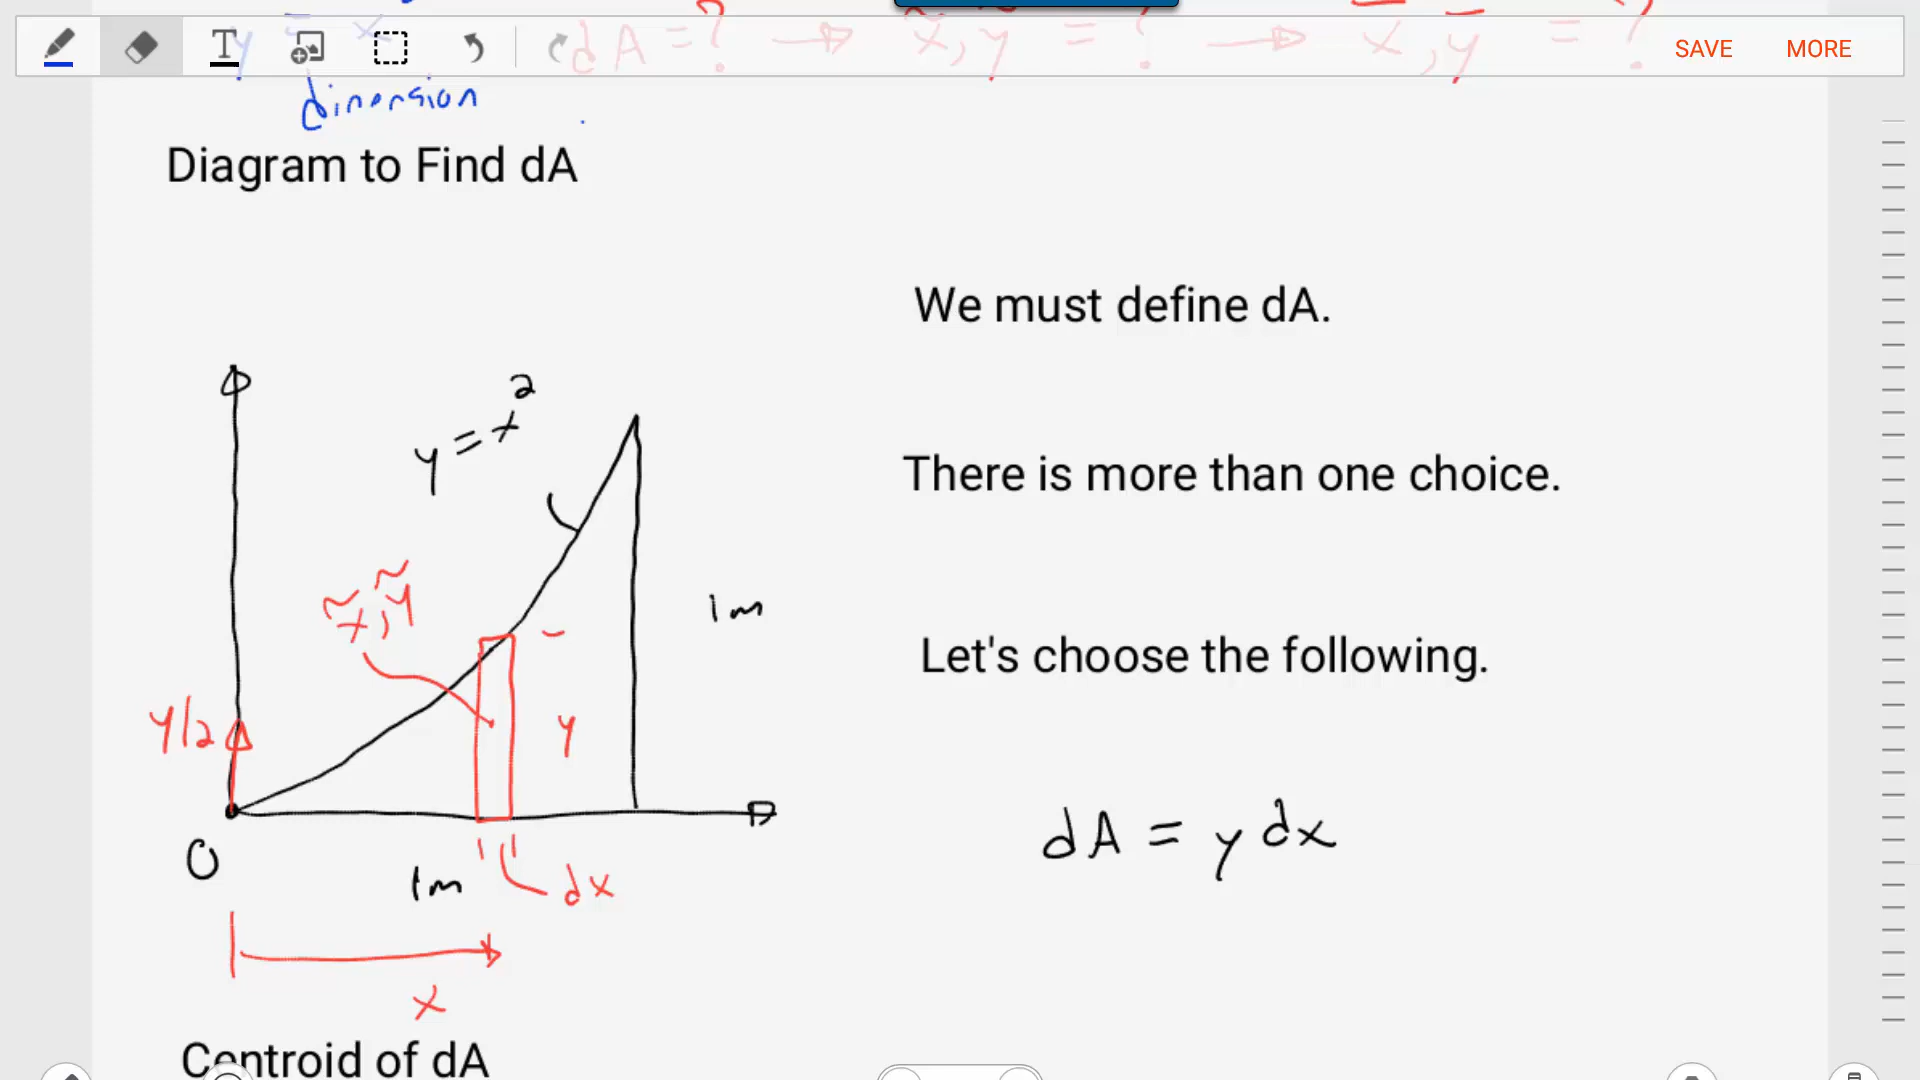 T
SAVE
MORE
y = x
dA = ? → x̃, ỹ = ? → x̄, ȳ = ?
dimension
Diagram to Find dA
We must define dA.
y = x²
There is more than one choice.
x̃, ỹ
1m
Let's choose the following.
y/2
y
dA = y dx
O
1m
dx
x
Centroid of dA